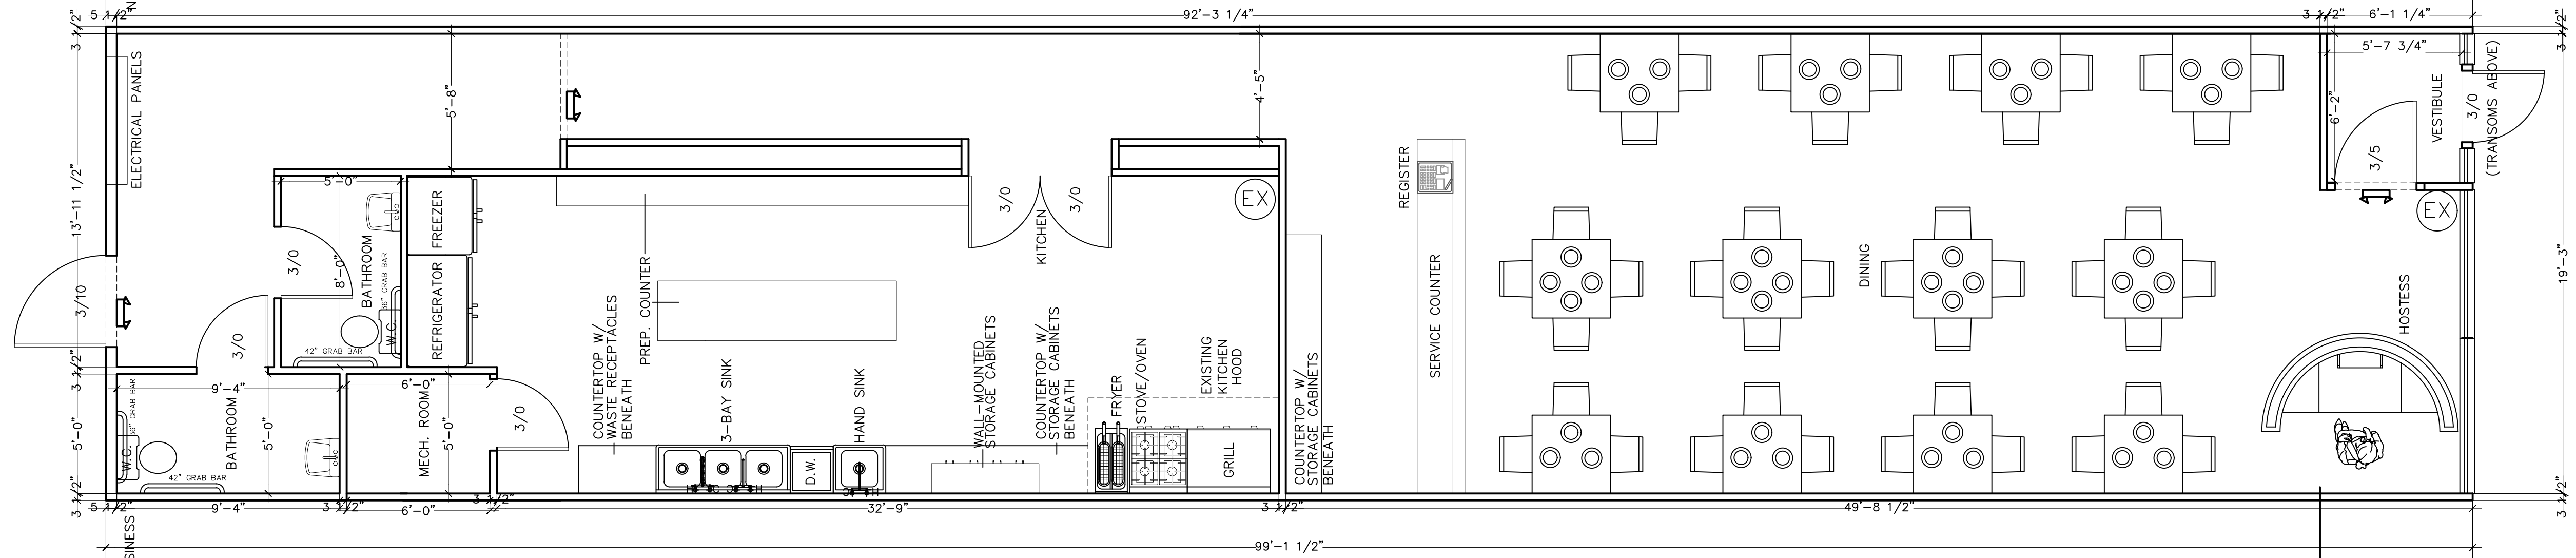 5 1/2"
N
92'-3 1/4"
3 1/2"
6'-1 1/4"
3 1/2"
3 1/2"
5'-7 3/4"
ELECTRICAL PANELS
5'-8"
4'-5"
6'-2"
VESTIBULE
3/0
(TRANSOMS ABOVE)
3/5
13'-11 1/2"
5'-0"
FREEZER
3/0
3/0
KITCHEN
EX
REGISTER
EX
3/0
8'-0"
BATHROOM
36" GRAB BAR
W.C.
42" GRAB BAR
REFRIGERATOR
PREP. COUNTER
3/10
3/0
SERVICE COUNTER
DINING
HOSTESS
19'-3"
COUNTERTOP W/
WASTE RECEPTACLES
BENEATH
3-BAY SINK
HAND SINK
WALL-MOUNTED
STORAGE CABINETS
COUNTERTOP W/
STORAGE CABINETS
BENEATH
FRYER
STOVE/OVEN
EXISTING
KITCHEN
HOOD
GRILL
COUNTERTOP W/
STORAGE CABINETS
BENEATH
3 1/2"
9'-4"
6'-0"
36" GRAB BAR
W.C.
BATHROOM
5'-0"
42" GRAB BAR
MECH. ROOM
5'-0"
3/0
D.W.
H
C
C
H
C
H
5'-0"
3 1/2"
5 1/2"
9'-4"
3 1/2"
6'-0"
3 1/2"
32'-9"
3 1/2"
49'-8 1/2"
3 1/2"
SINESS
99'-1 1/2"